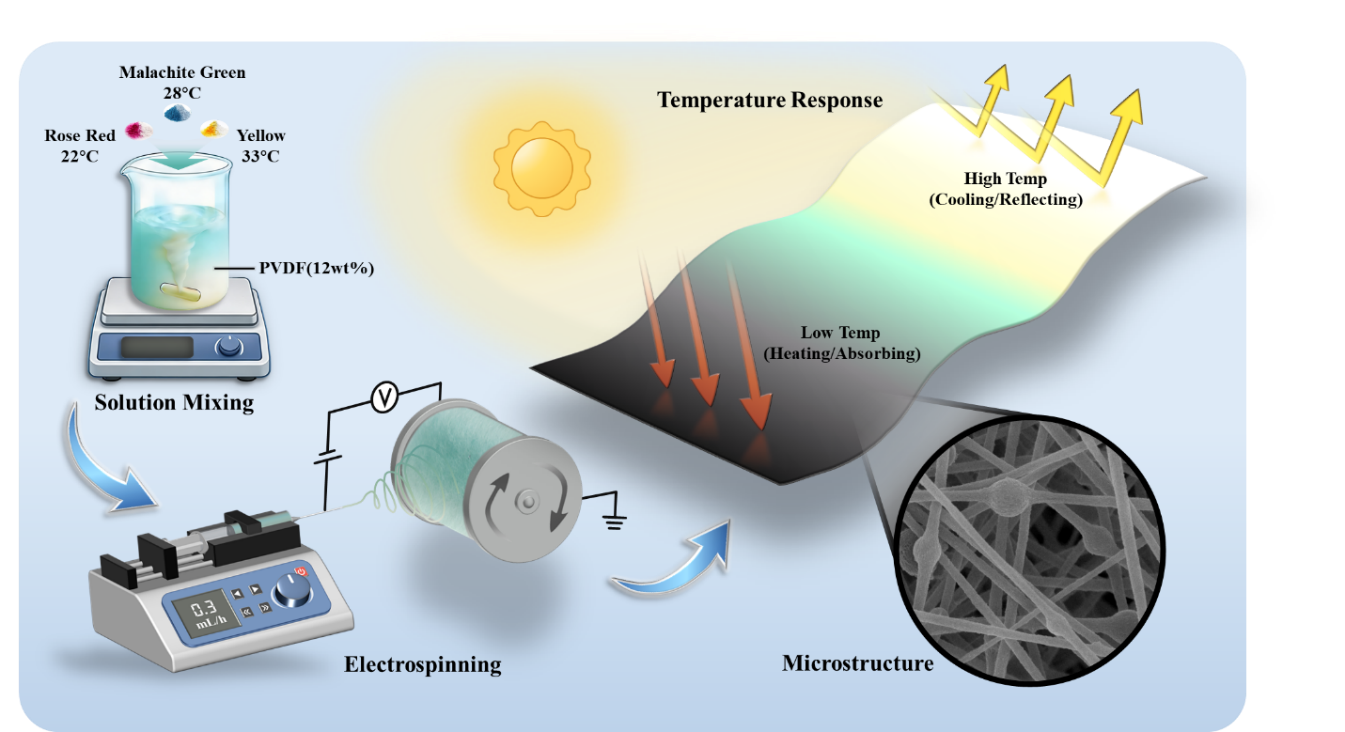 Malachite Green
28°C
Rose Red
22°C
Yellow
33°C
PVDF(12wt%)
Solution Mixing
Temperature Response
High Temp
(Cooling/Reflecting)
Low Temp
(Heating/Absorbing)
V
0.3
mL/h
Electrospinning
Microstructure